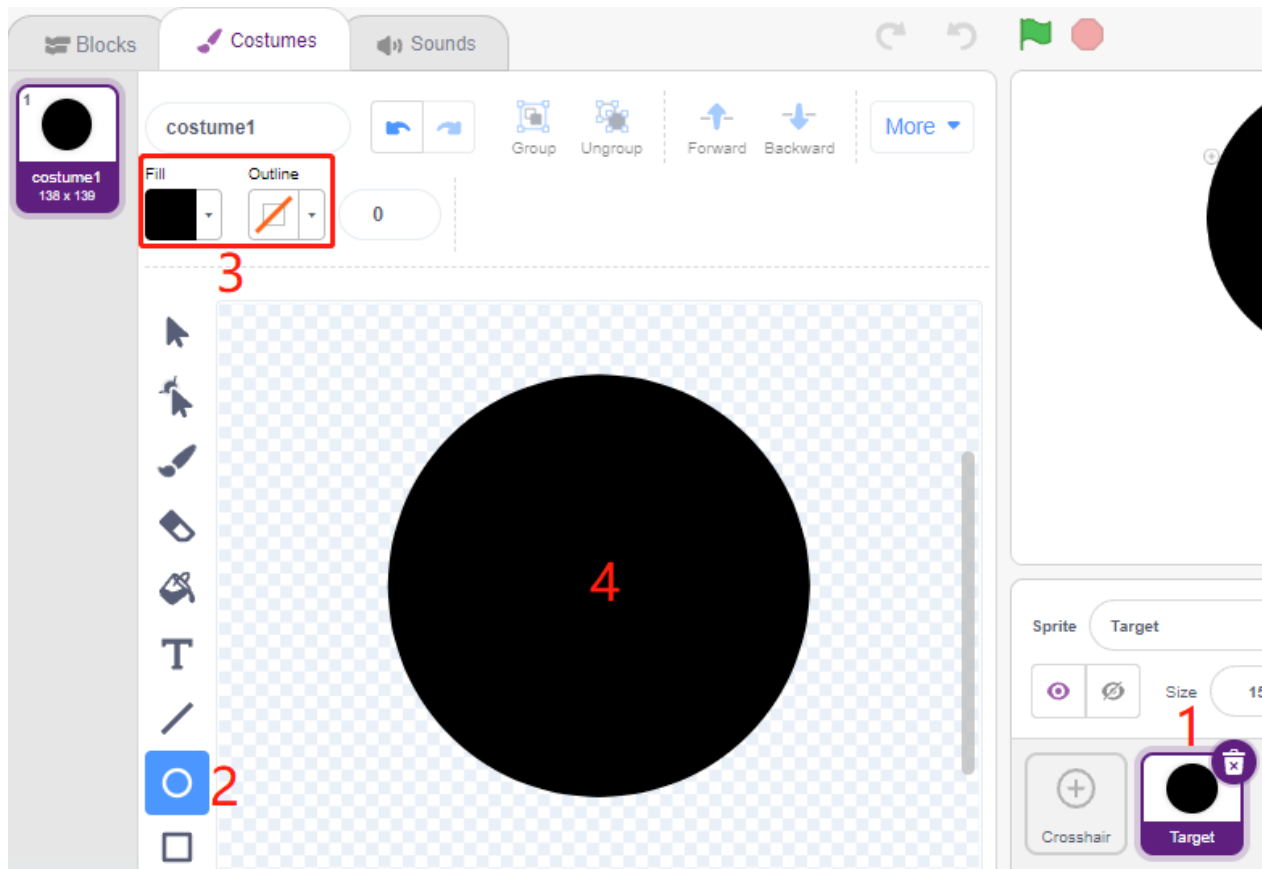 Blocks
Costumes
Sounds
1
costume1
138 x 139
costume1
Group
Ungroup
Forward
Backward
More
Fill
Outline
0
3
4
T
2
Sprite
Target
Size
15
1
Crosshair
Target